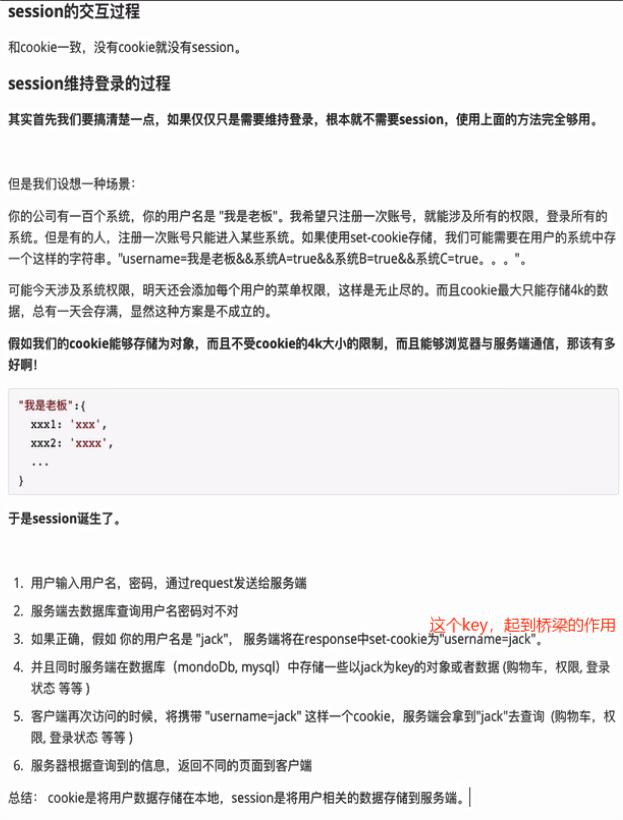 session的交互过程
和cookie一致，没有cookie就没有session。
session维持登录的过程
其实首先我们要搞清楚一点，如果仅仅只是需要维持登录，根本就不需要session，使用上面的方法完全够用。
但是我们设想一种场景：
你的公司有一百个系统，你的用户名是 "我是老板"。我希望只注册一次账号，就能涉及所有的权限，登录所有的
系统。但是有的人，注册一次账号只能进入某些系统。如果使用set-cookie存储，我们可能需要在用户的系统中存
一个这样的字符串。"username=我是老板&&系统A=true&&系统B=true&&系统C=true。。。"。
可能今天涉及系统权限，明天还会添加每个用户的菜单权限，这样是无止尽的。而且cookie最大只能存储4k的数
据，总有一天会存满，显然这种方案是不成立的。
假如我们的cookie能够存储为对象，而且不受cookie的4k大小的限制，而且能够浏览器与服务端通信，那该有多
好啊！
"我是老板":{
xxx1: 'xxx',
xxx2: 'xxxx',
...
}
于是session诞生了。
1. 用户输入用户名，密码，通过request发送给服务端
2. 服务端去数据库查询用户名密码对不对
这个key，起到桥梁的作用
3. 如果正确，假如 你的用户名是 "jack"， 服务端将在response中set-cookie为"username=jack"。
4. 并且同时服务端在数据库（mondoDb, mysql）中存储一些以jack为key的对象或者数据 (购物车，权限, 登录
状态 等等 )
5. 客户端再次访问的时候，将携带 "username=jack" 这样一个cookie，服务端会拿到"jack"去查询（购物车，权
限, 登录状态 等等 )
6. 服务器根据查询到的信息，返回不同的页面到客户端
总结： cookie是将用户数据存储在本地，session是将用户相关的数据存储到服务端。